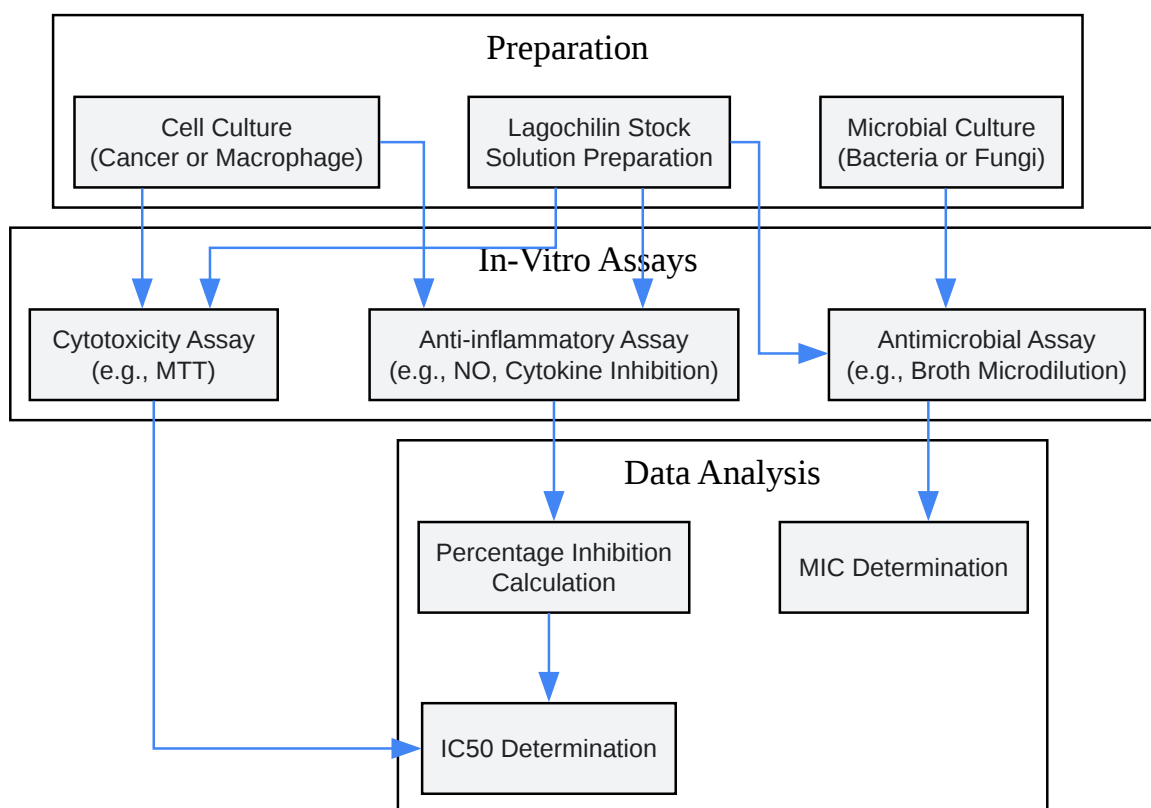 Preparation
Cell Culture
(Cancer or Macrophage)
Lagochilin Stock
Solution Preparation
Microbial Culture
(Bacteria or Fungi)
In-Vitro Assays
Cytotoxicity Assay
(e.g., MTT)
Anti-inflammatory Assay
(e.g., NO, Cytokine Inhibition)
Antimicrobial Assay
(e.g., Broth Microdilution)
Data Analysis
Percentage Inhibition
Calculation
MIC Determination
IC50 Determination